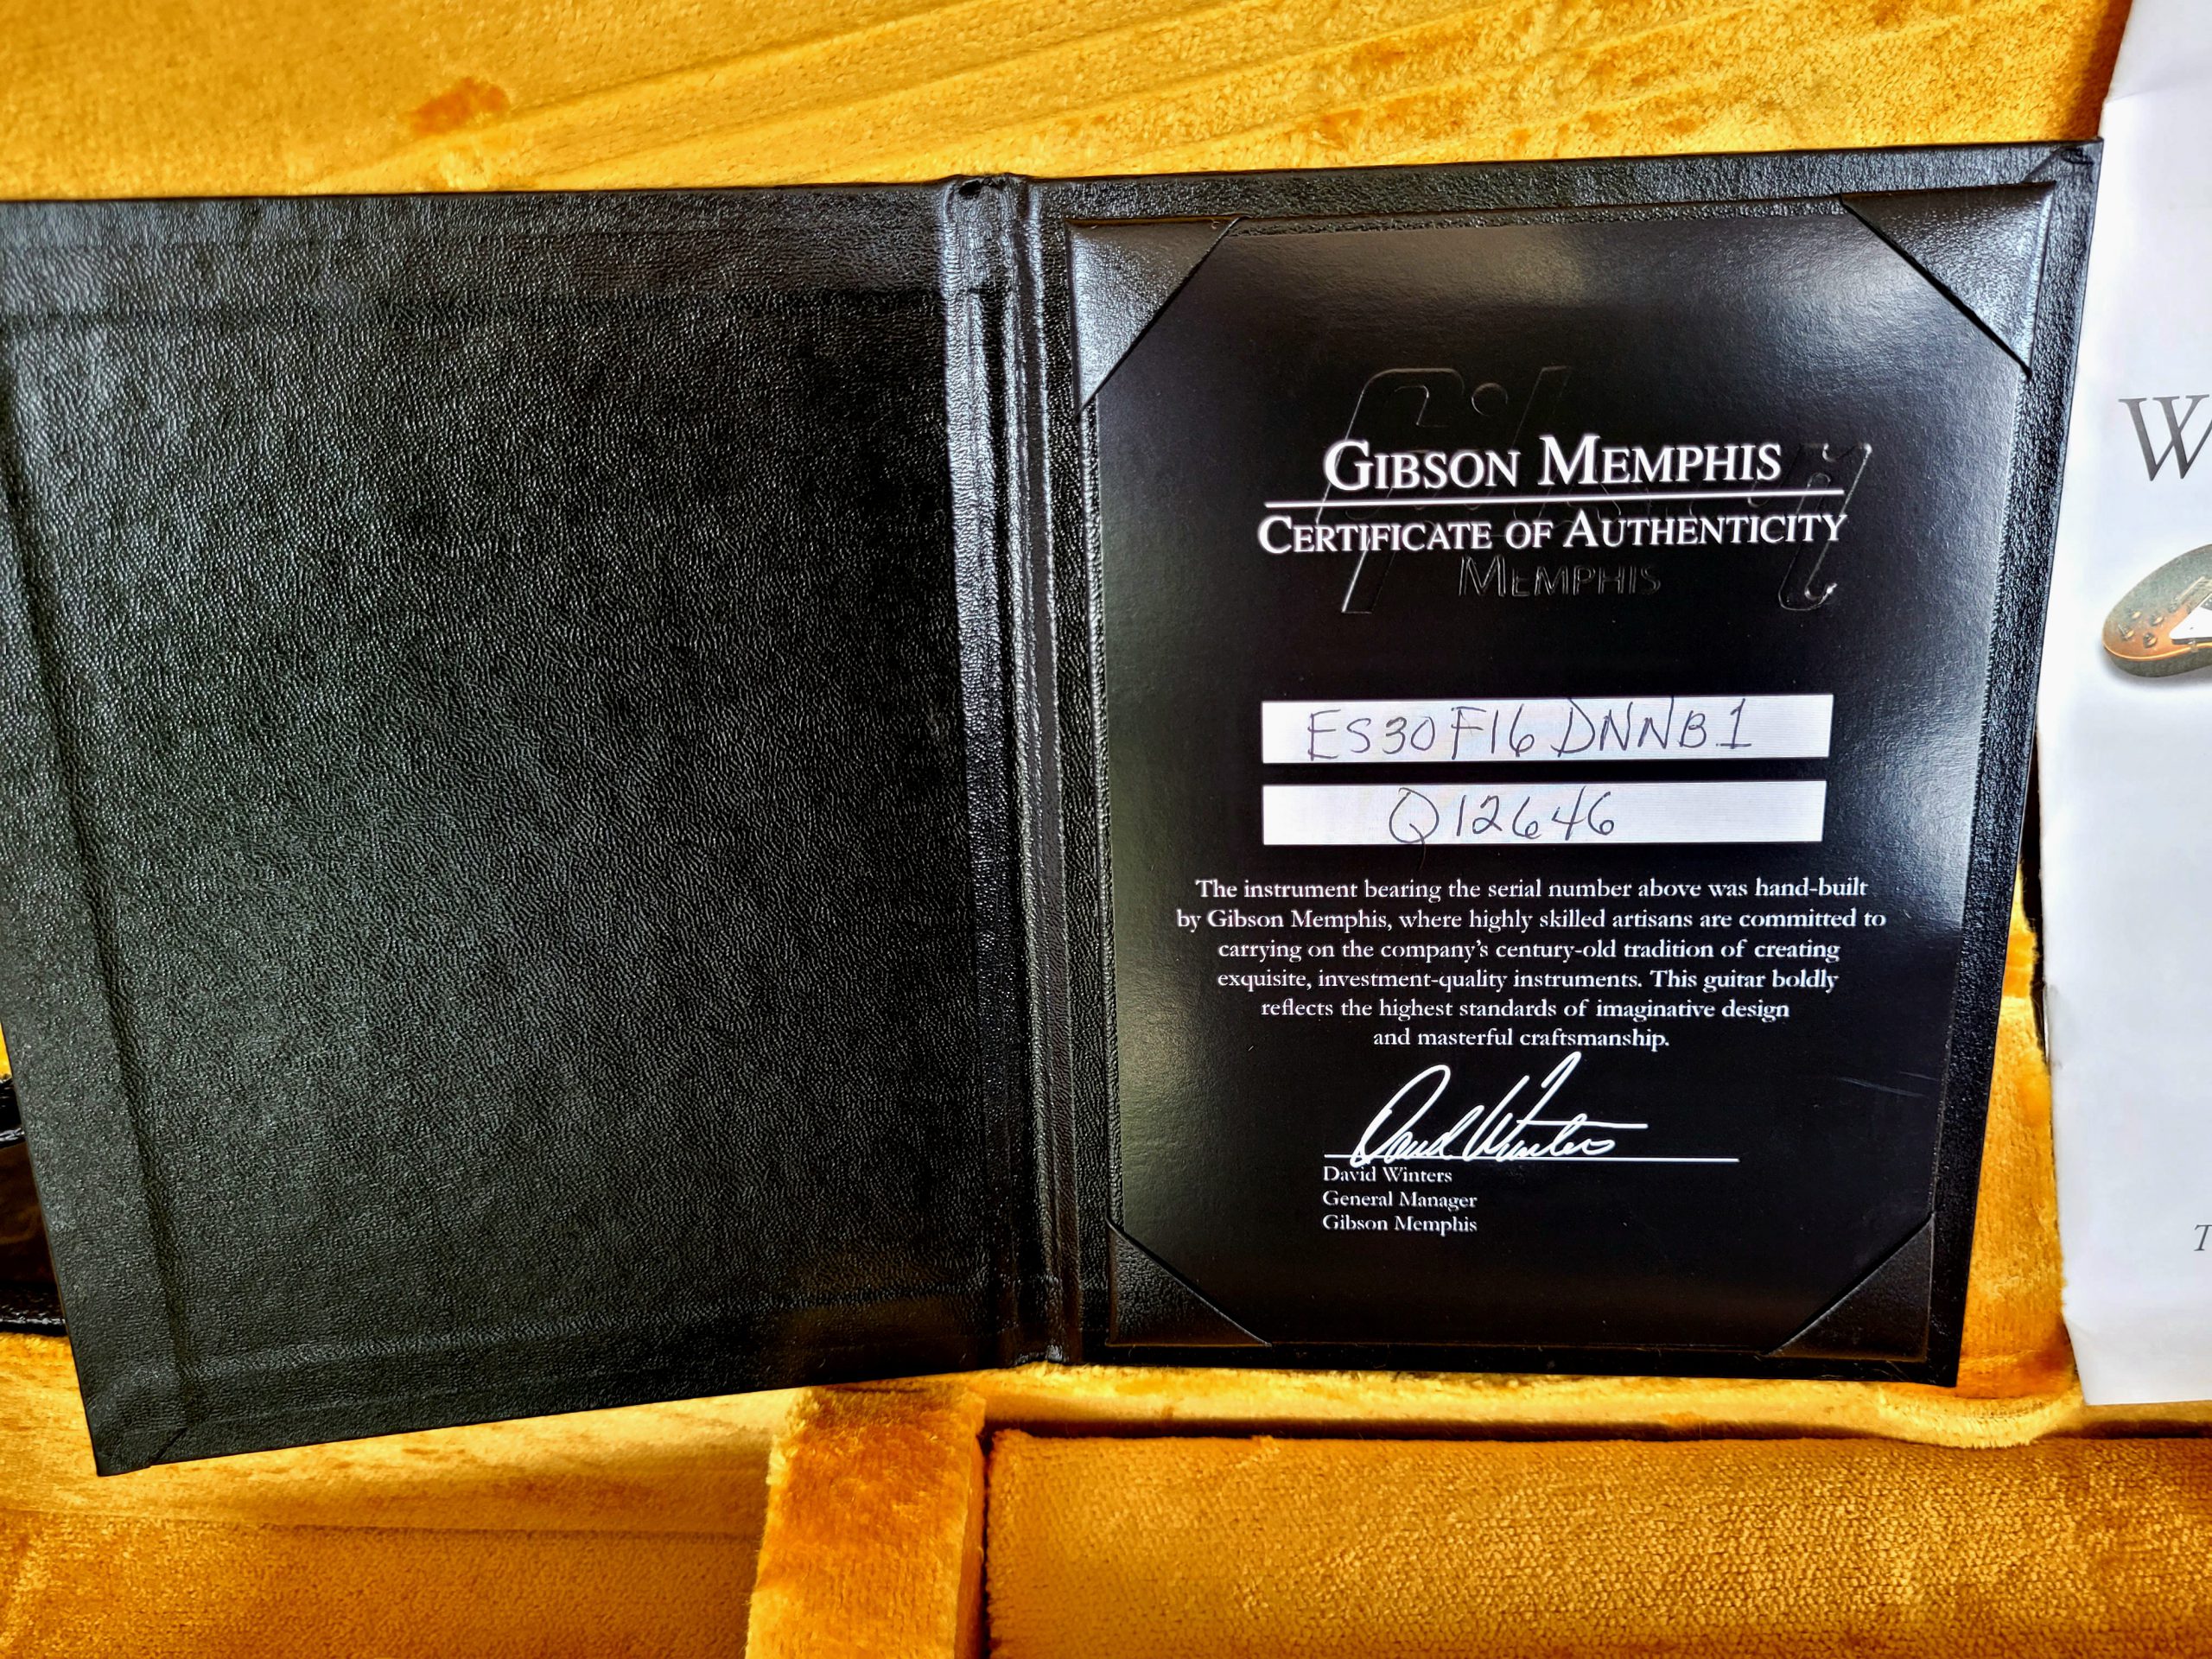 GIBSON MEMPHIS
CERTIFICATE OF AUTHENTICITY
MEMPHIS
ES30F16DNNB1
Q12646
The instrument bearing the serial number above was hand-built
by Gibson Memphis, where highly skilled artisans are committed to
carrying on the company's century-old tradition of creating
exquisite, investment-quality instruments. This guitar boldly
reflects the highest standards of imaginative design
and masterful craftsmanship.
David Winters
David Winters
General Manager
Gibson Memphis
W
T